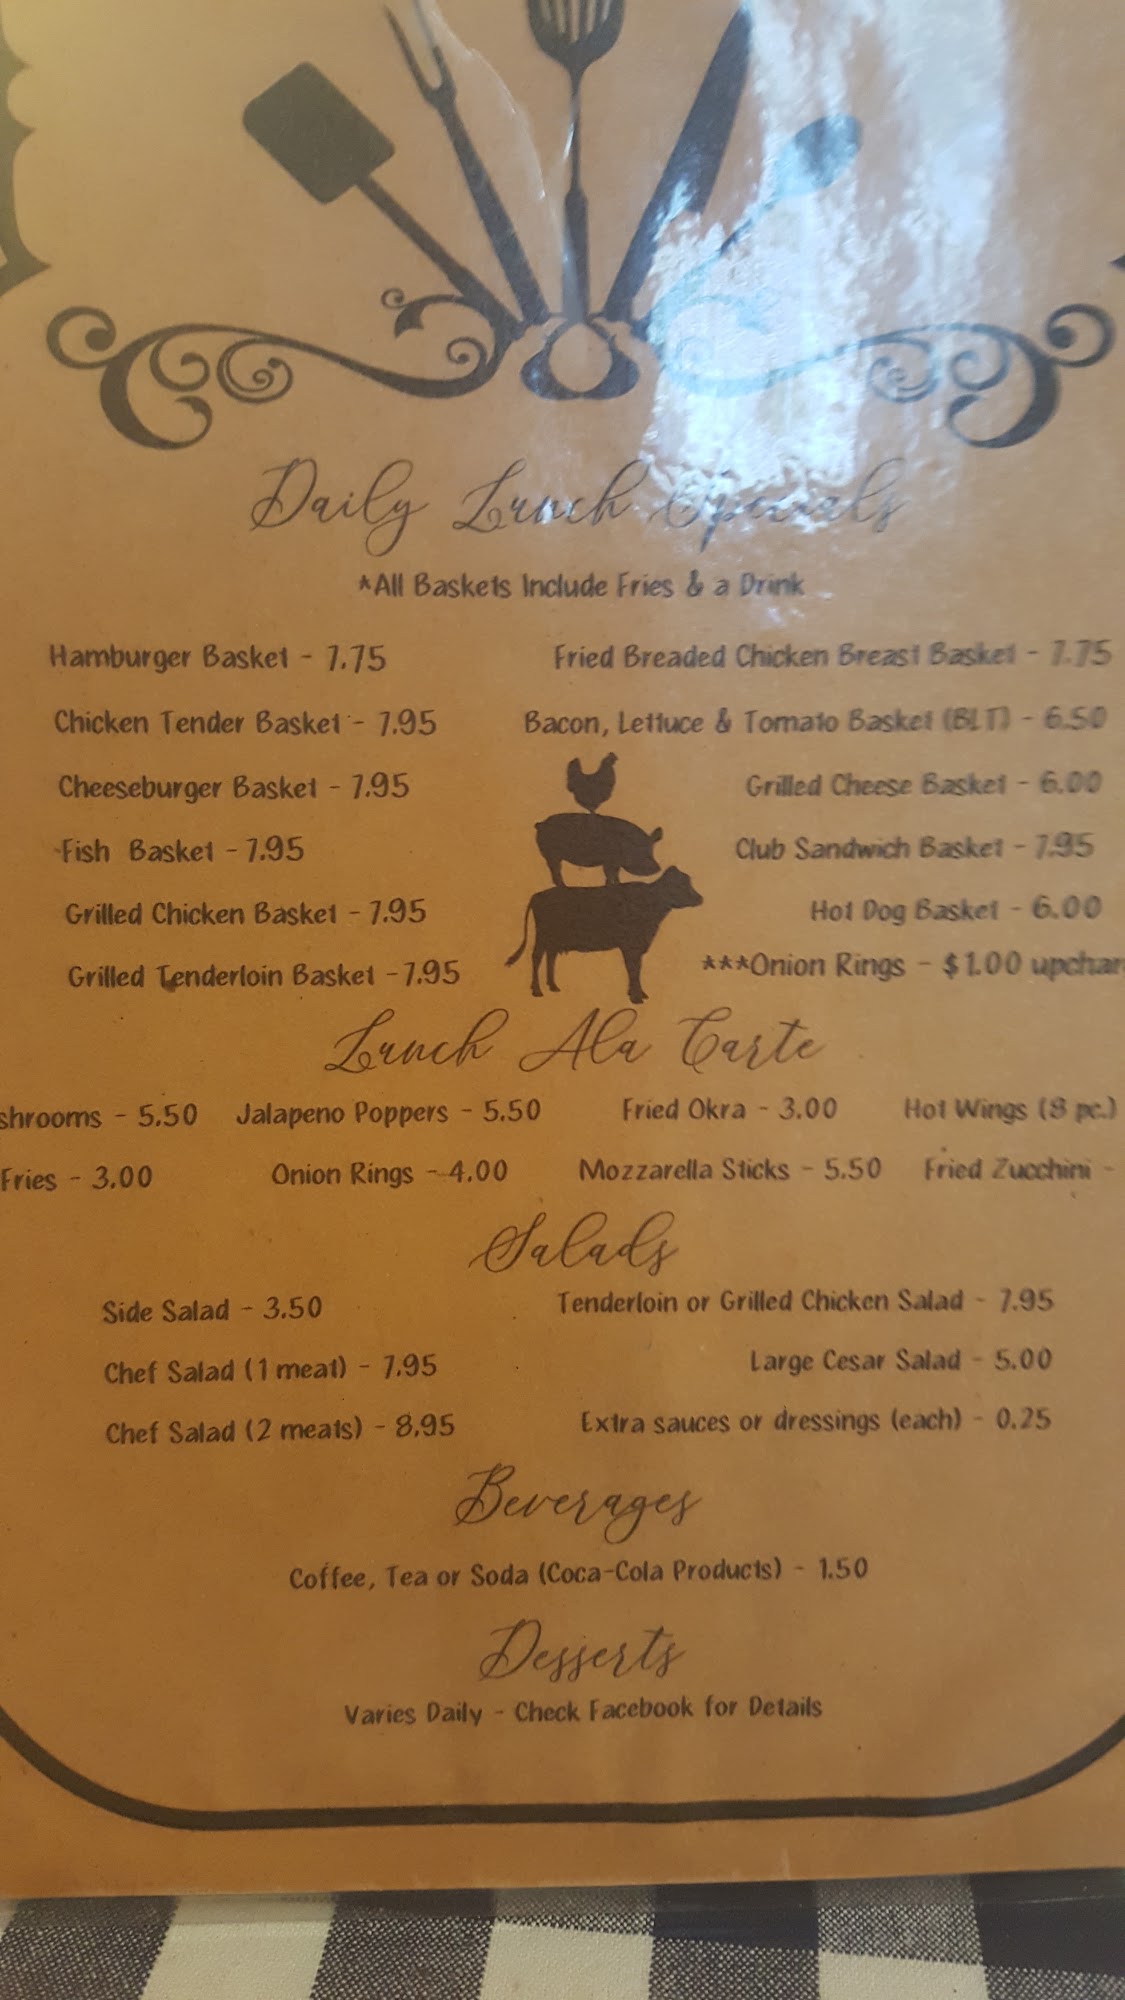 Daily Lunch Specials
*All Baskets Include Fries & a Drink
Hamburger Basket - 7.75
Fried Breaded Chicken Breast Basket - 7.75
Chicken Tender Basket - 7.95
Bacon, Lettuce & Tomato Basket (BLT) - 6.50
Cheeseburger Basket - 7.95
Grilled Cheese Basket - 6.00
Fish Basket - 7.95
Club Sandwich Basket - 7.95
Grilled Chicken Basket - 7.95
Hot Dog Basket - 6.00
Grilled Tenderloin Basket - 7.95
***Onion Rings - $1.00 upchar
Lunch Ala Carte
shrooms - 5.50 Jalapeno Poppers - 5.50 Fried Okra - 3.00 Hot Wings (8 pc.)
Fries - 3.00 Onion Rings - 4.00 Mozzarella Sticks - 5.50 Fried Zucchini -
Salads
Side Salad - 3.50
Tenderloin or Grilled Chicken Salad - 7.95
Chef Salad (1 meat) - 7.95
Large Cesar Salad - 5.00
Chef Salad (2 meats) - 8.95
Extra sauces or dressings (each) - 0.25
Beverages
Coffee, Tea or Soda (Coca-Cola Products) - 1.50
Desserts
Varies Daily - Check Facebook for Details